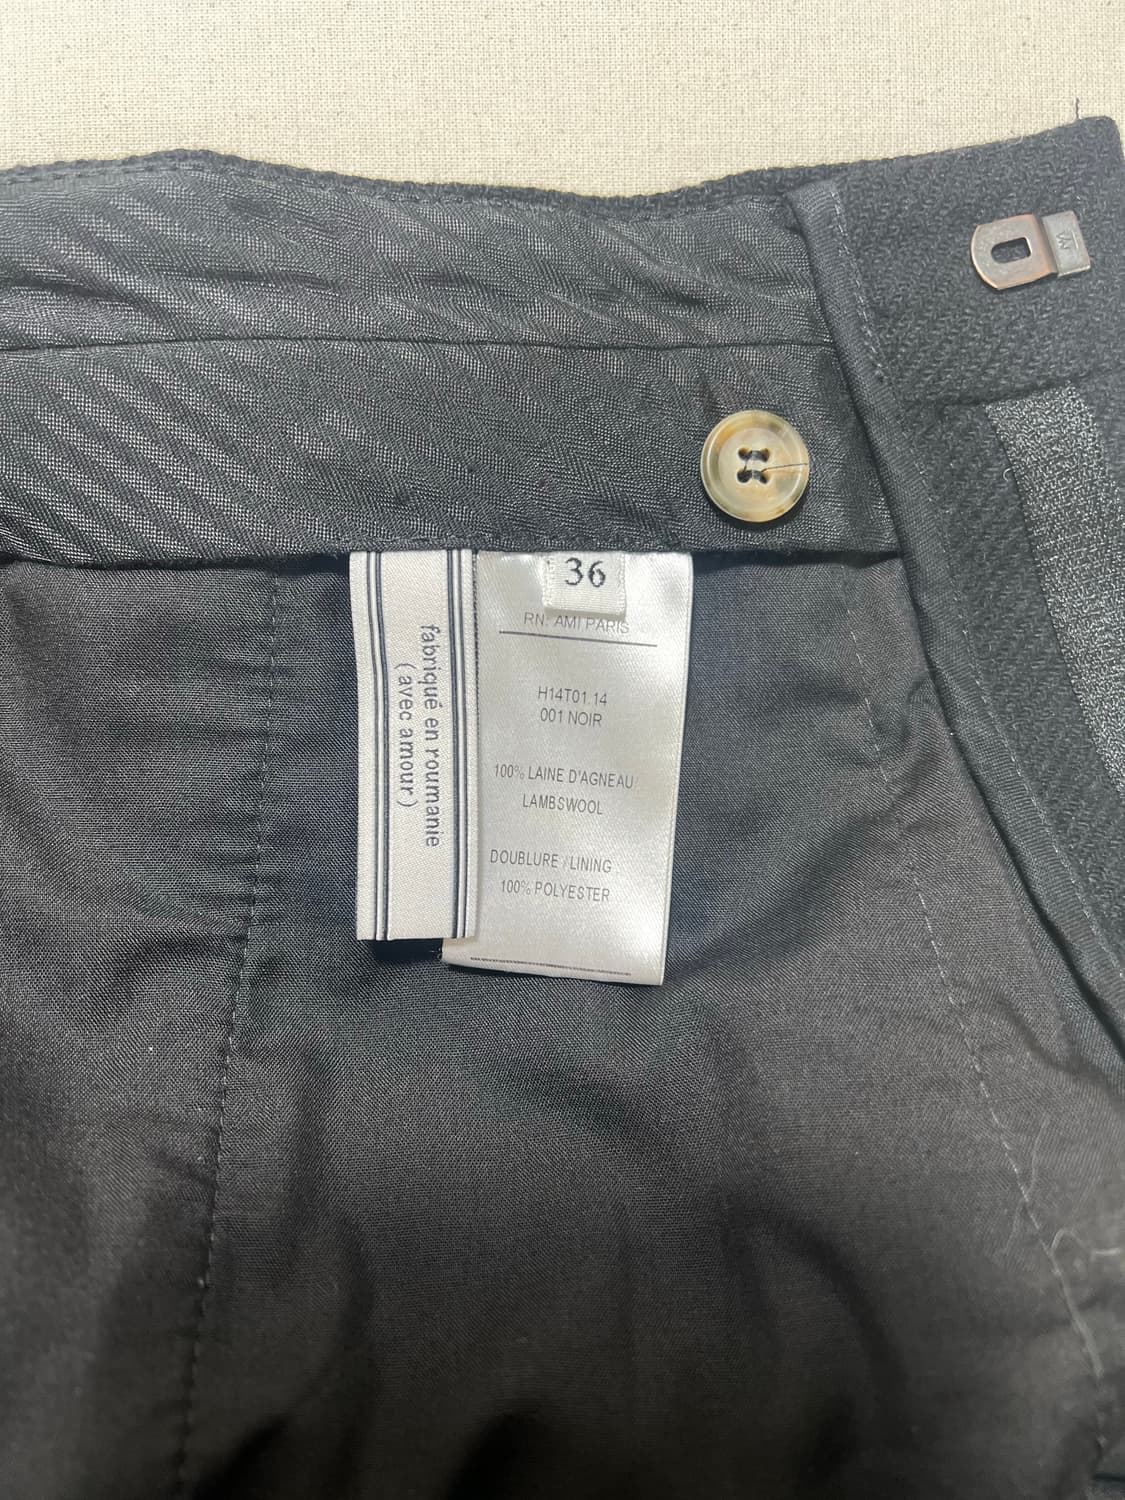 36
RN: AMI PARIS
H14T01.14
001 NOIR
100% LAINE D'AGNEAU
LAMBSWOOL
DOUBLURE / LINING :
100% POLYESTER
fabriqué en roumanie
(avec amour)